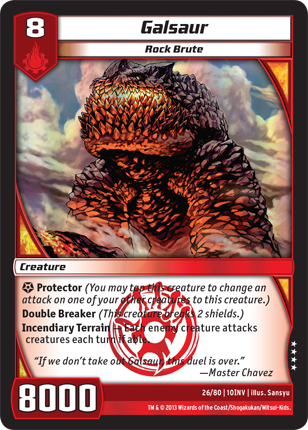 8
Galsaur
Rock Brute
Creature
Protector (You may tap this creature to change an
attack on one of your other creatures to this creature.)
Double Breaker (This creature breaks 2 shields.)
Incendiary Terrain — Each enemy creature attacks
creatures each turn if able.
“If we don’t take out Galsaur, this duel is over.”
—Master Chavez
8000
26/80 | 10INV | illus. Sansyu
TM & © 2013 Wizards of the Coast/Shogakukan/Mitsui-Kids.